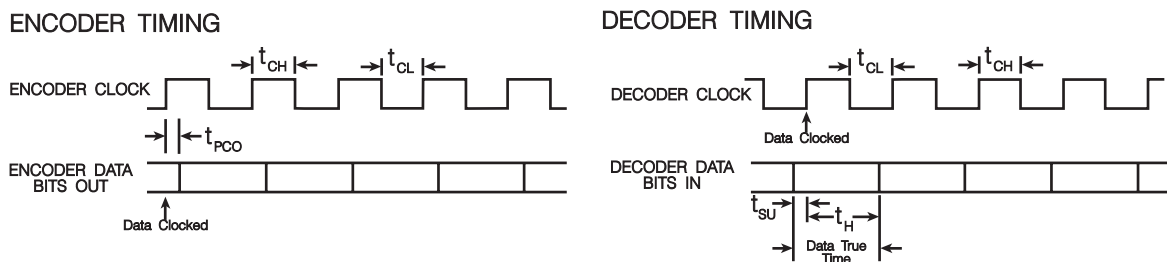 ENCODER TIMING
tCH
tCL
ENCODER CLOCK
tPCO
ENCODER DATA
BITS OUT
Data Clocked
DECODER TIMING
tCL
tCH
DECODER CLOCK
Data Clocked
DECODER DATA
BITS IN
tSU
tH
Data True
Time